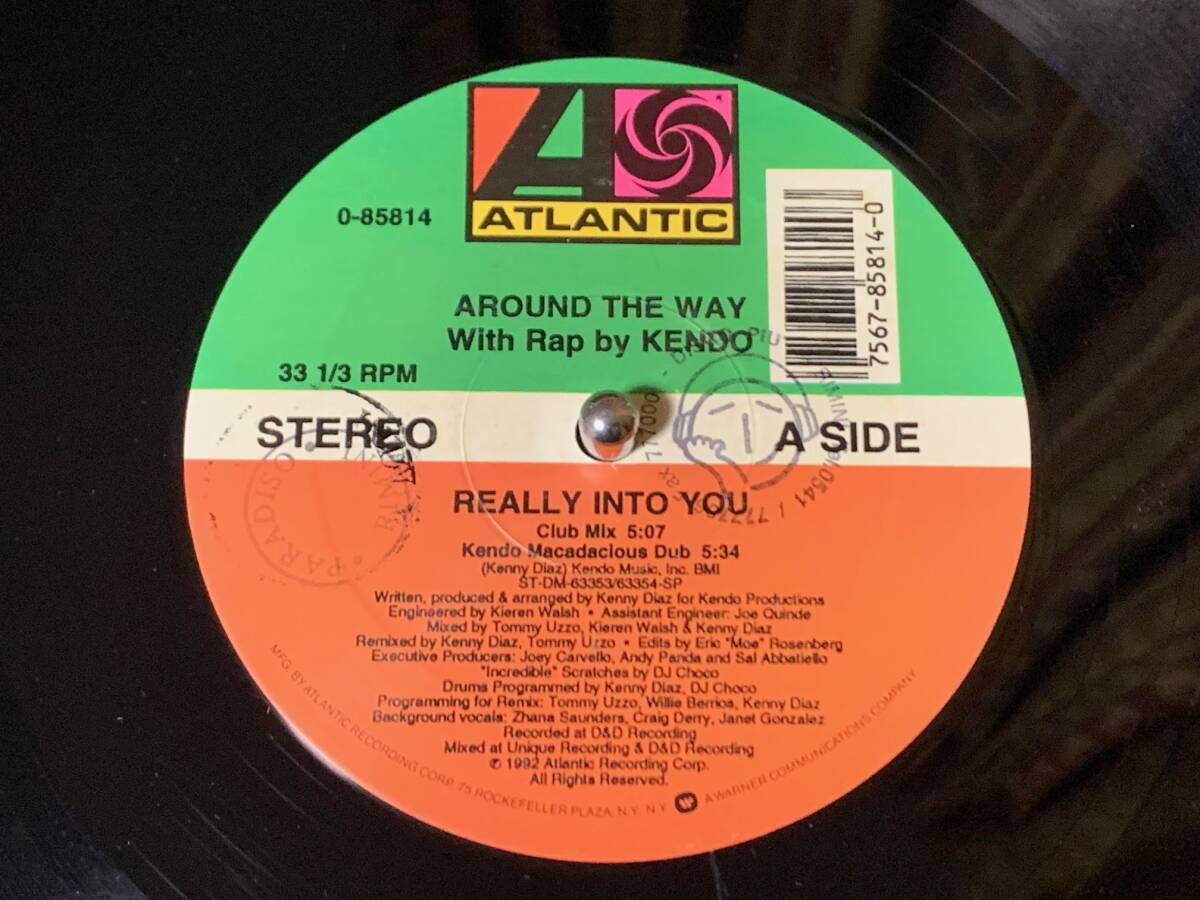 ATLANTIC
0-85814
7567-85814-0
AROUND THE WAY
With Rap by KENDO
33 1/3 RPM
STEREO
A SIDE
REALLY INTO YOU
Club Mix 5:07
Kendo Macadacious Dub 5:34
(Kenny Diaz) Kendo Music, Inc. BMI
ST-DM-63353/63354-SP
Written, produced & arranged by Kenny Diaz for Kendo Productions
Engineered by Kieren Walsh • Assistant Engineer: Joe Quinde
Mixed by Tommy Uzzo, Kieren Walsh & Kenny Diaz
Remixed by Kenny Diaz, Tommy Uzzo • Edits by Eric "Moe" Rosenberg
Executive Producers: Joey Carvello, Andy Panda and Sal Abbatiello
"Incredible" Scratches by DJ Choco
Drums Programmed by Kenny Diaz, DJ Choco
Programming for Remix: Tommy Uzzo, Willie Berrios, Kenny Diaz
Background vocals: Zhana Saunders, Craig Derry, Janet Gonzalez
Recorded at D&D Recording
Mixed at Unique Recording & D&D Recording
℗ 1992 Atlantic Recording Corp.
All Rights Reserved.
MFG. BY ATLANTIC RECORDING CORP. 75 ROCKEFELLER PLAZA, N.Y. N.Y. A WARNER COMMUNICATIONS COMPANY
PARADISO • RIMINI
PIU